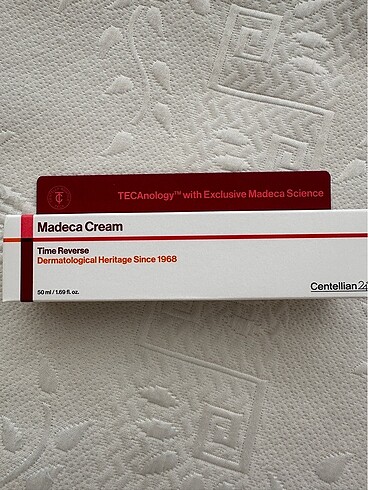 TECAnology™ with Exclusive Madeca Science
Madeca Cream
Time Reverse
Dermatological Heritage Since 1968
50 ml / 1.69 fl. oz.
Centellian24